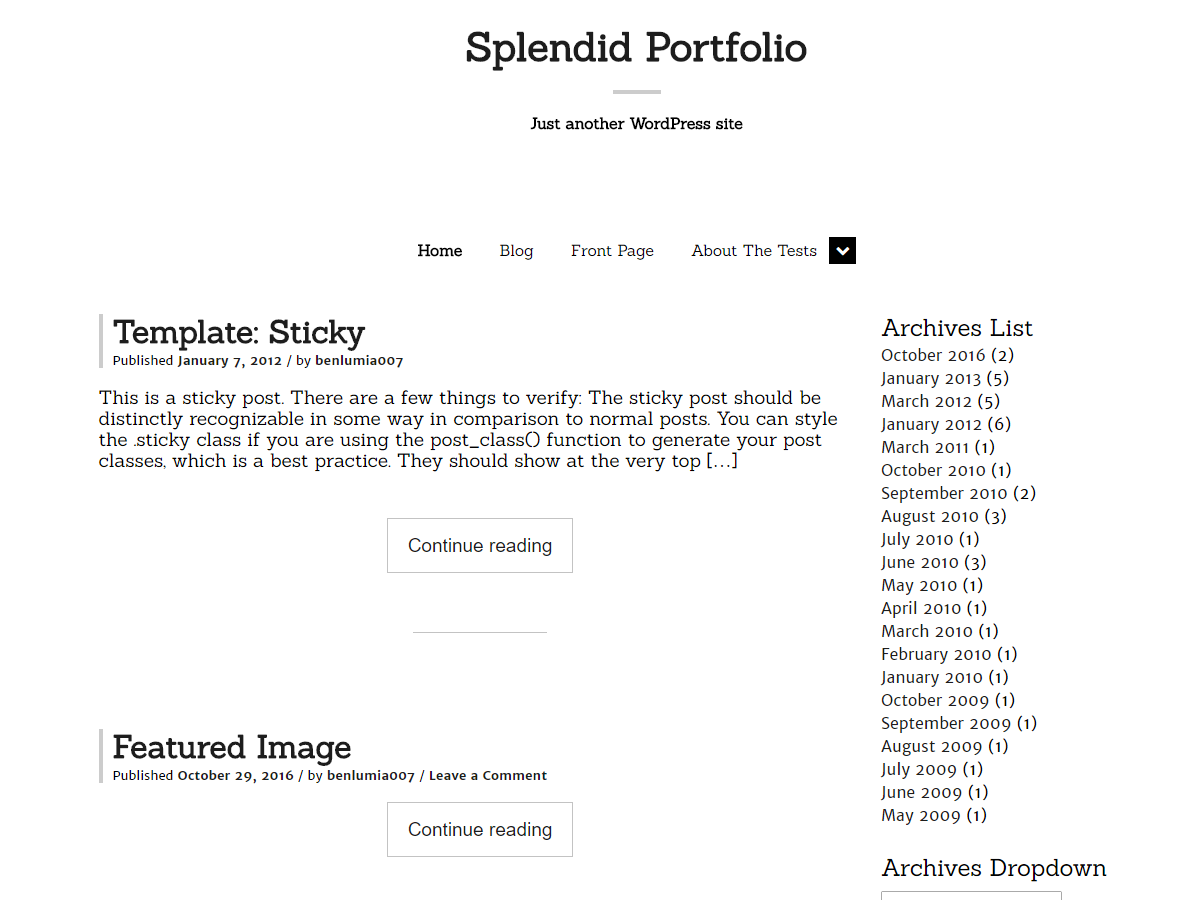 Splendid Portfolio
Just another WordPress site
Home
Blog
Front Page
About The Tests
Template: Sticky
Published January 7, 2012 / by benlumia007
This is a sticky post. There are a few things to verify: The sticky post should be
distinctly recognizable in some way in comparison to normal posts. You can style
the .sticky class if you are using the post_class() function to generate your post
classes, which is a best practice. They should show at the very top […]
Continue reading
Featured Image
Published October 29, 2016 / by benlumia007 / Leave a Comment
Continue reading
Archives List
October 2016 (2)
January 2013 (5)
March 2012 (5)
January 2012 (6)
March 2011 (1)
October 2010 (1)
September 2010 (2)
August 2010 (3)
July 2010 (1)
June 2010 (3)
May 2010 (1)
April 2010 (1)
March 2010 (1)
February 2010 (1)
January 2010 (1)
October 2009 (1)
September 2009 (1)
August 2009 (1)
July 2009 (1)
June 2009 (1)
May 2009 (1)
Archives Dropdown